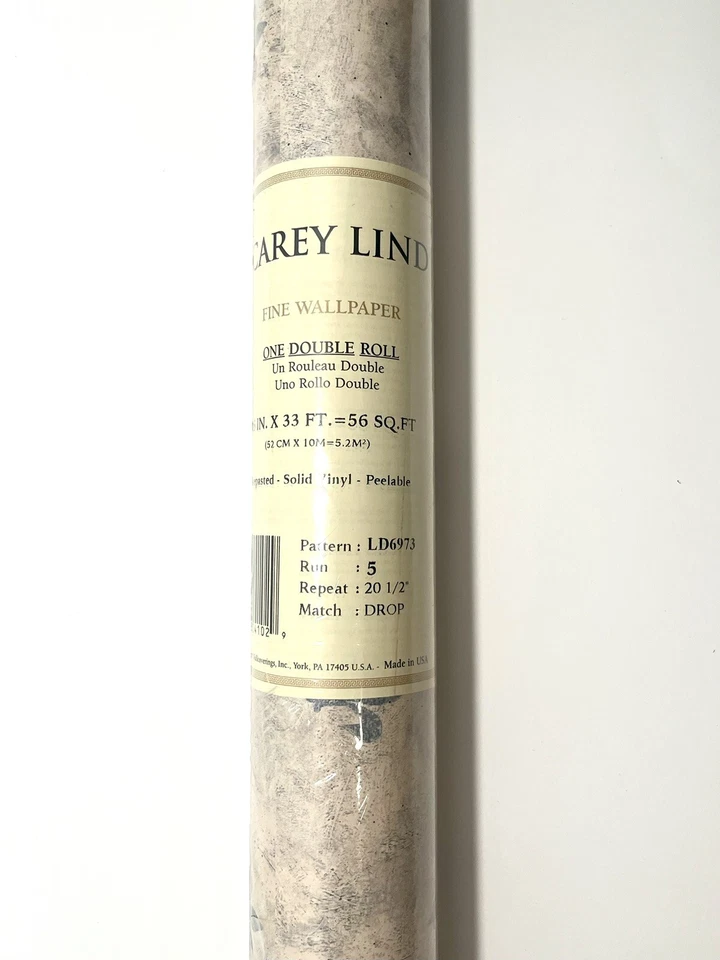 CAREY LIND
FINE WALLPAPER
ONE DOUBLE ROLL
Un Rouleau Double
Uno Rollo Double
IN. X 33 FT.=56 SQ.FT
(52 CM X 10M=5.2M²)
- Solid Vinyl - Peelable
Pattern : LD6973
Run : 5
Repeat : 20 1/2"
Match : DROP
9
Inc., York, PA 17405 U.S.A. - Made in USA